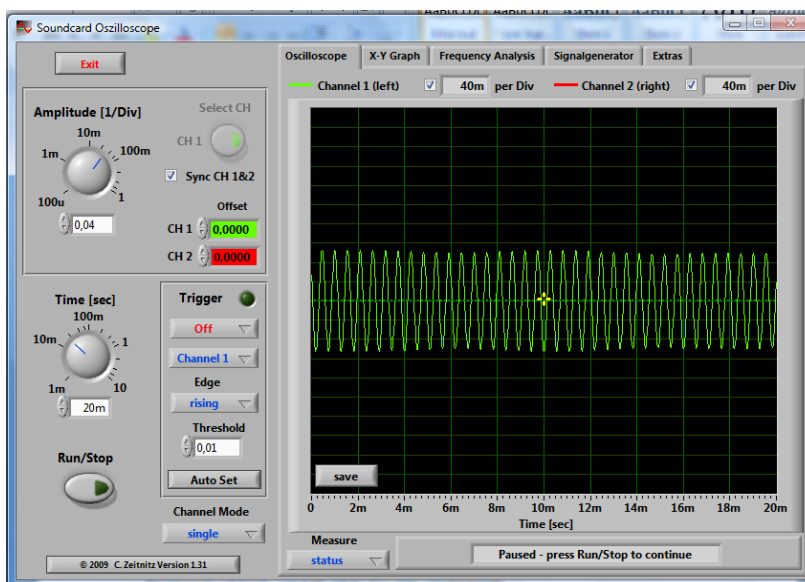 Soundcard Oszilloscope
Exit
Amplitude [1/Div]
10m
1m
100m
100u
1
0,04
Select CH
CH 1
Sync CH 1&2
Offset
CH 1 0,0000
CH 2 0,0000
Time [sec]
100m
10m
1
1m
10
20m
Run/Stop
Trigger
Off
Channel 1
Edge
rising
Threshold
0,01
Auto Set
Channel Mode
single
© 2009 C. Zeitnitz Version 1.31
Oscilloscope X-Y Graph Frequency Analysis Signalgenerator Extras
Channel 1 (left) 40m per Div Channel 2 (right) 40m per Div
save
0 2m 4m 6m 8m 10m 12m 14m 16m 18m 20m
Time [sec]
Measure
status
Paused - press Run/Stop to continue